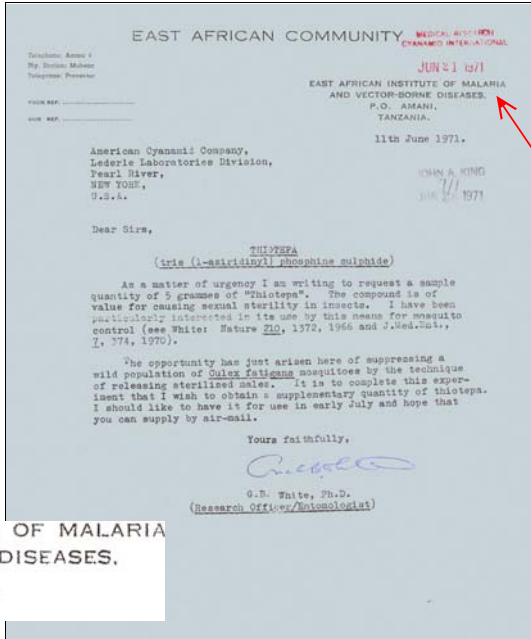 EAST AFRICAN COMMUNITY
MEDICAL RESEARCH
CYANAMID INTERNATIONAL
JUN 21 1971
Telephone: Amani
EAST AFRICAN INSTITUTE OF MALARIA
AND VECTOR-BORNE DISEASES,
P.O. AMANI,
TANZANIA.
YOUR REF.
OUR REF.
11th June 1971.
American Cyanamid Company,
Lederle Laboratories Division,
Pearl River,
NEW YORK,
U.S.A.
JOHN A. KING
1971
Dear Sirs,
THIOTEPA
(tris (1-aziridinyl) phosphine sulphide)
As a matter of urgency I am writing to request a sample
quantity of 5 grammes of "Thiotepa". The compound is of
value for causing sexual sterility in insects. I have been
particularly interested in its use by this means for mosquito
control (see White: Nature 210, 1372, 1966 and J.Med.Ent.,
7, 374, 1970).
The opportunity has just arisen here of suppressing a
wild population of Culex fatigans mosquitoes by the technique
of releasing sterilised males. It is to complete this exper-
iment that I wish to obtain a supplementary quantity of thiotepa.
I should like to have it for use in early July and hope that
you can supply by air-mail.
Yours faithfully,
G.B. White, Ph.D.
(Research Officer/Entomologist)
OF MALARIA
DISEASES,